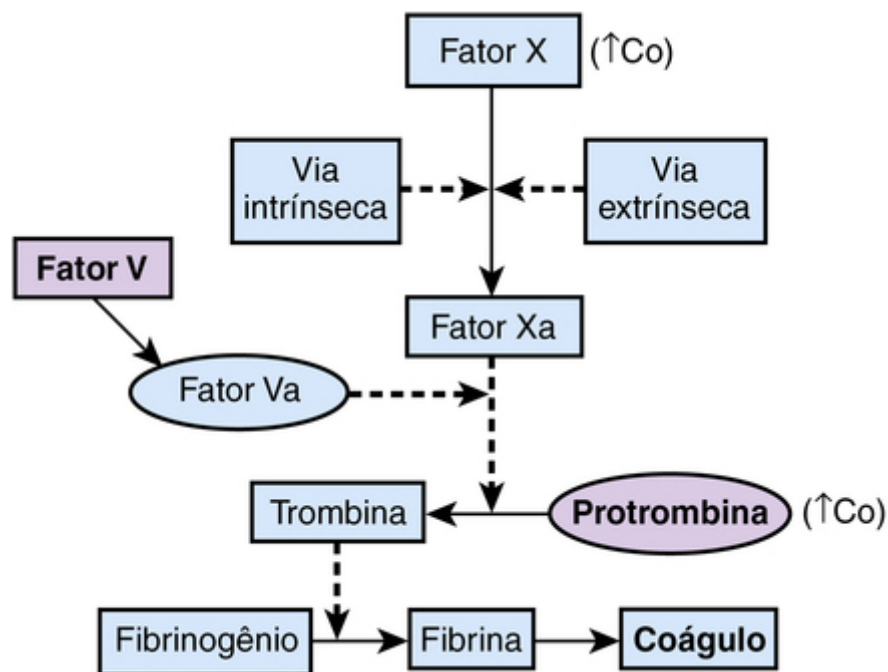 Fator X (↑Co)
Via
intrínseca
Via
extrínseca
Fator V
Fator Xa
Fator Va
Trombina
Protrombina (↑Co)
Fibrinogênio
Fibrina
Coágulo